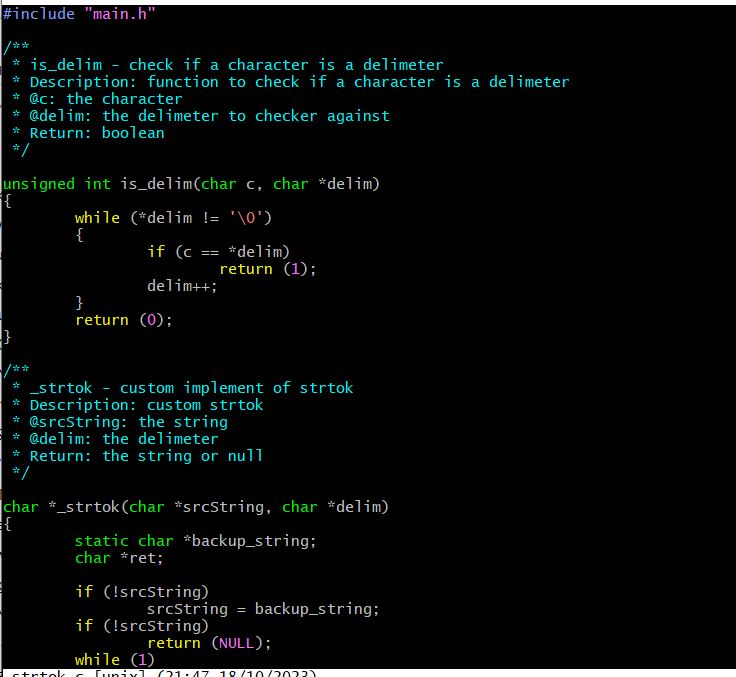 #include "main.h"
/**
 * is_delim - check if a character is a delimeter
 * Description: function to check if a character is a delimeter
 * @c: the character
 * @delim: the delimeter to checker against
 * Return: boolean
 */
unsigned int is_delim(char c, char *delim)
{
        while (*delim != '\0')
        {
                if (c == *delim)
                        return (1);
                delim++;
        }
        return (0);
}
/**
 * _strtok - custom implement of strtok
 * Description: custom strtok
 * @srcString: the string
 * @delim: the delimeter
 * Return: the string or null
 */
char *_strtok(char *srcString, char *delim)
{
        static char *backup_string;
        char *ret;
        if (!srcString)
                srcString = backup_string;
        if (!srcString)
                return (NULL);
        while (1)
strtok.c [unix] (21:47 18/10/2023)